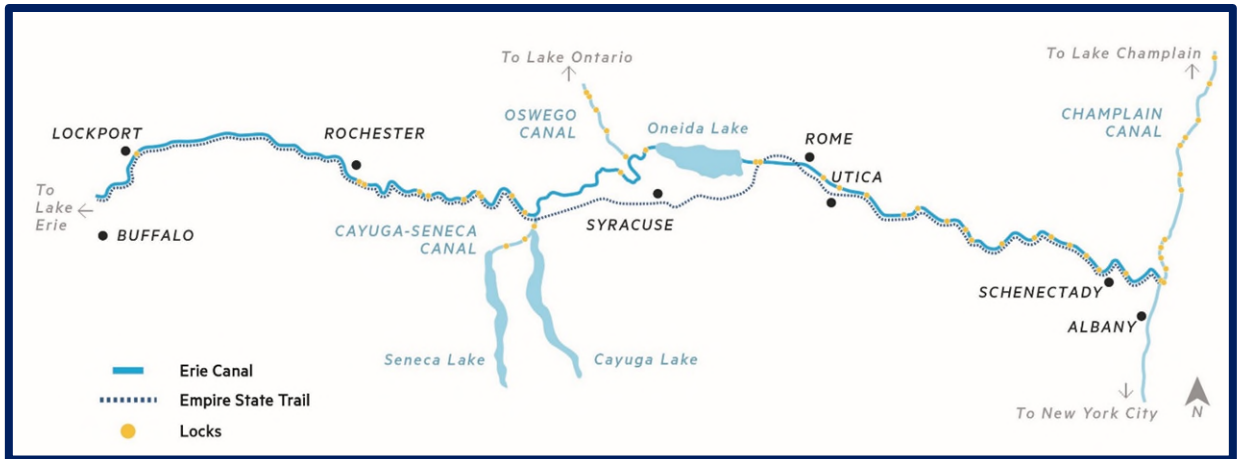 To Lake Ontario
To Lake Champlain
LOCKPORT
ROCHESTER
OSWEGO
CANAL
Oneida Lake
ROME
CHAMPLAIN
CANAL
UTICA
To
Lake
Erie
BUFFALO
CAYUGA-SENECA
CANAL
SYRACUSE
SCHENECTADY
ALBANY
Seneca Lake
Cayuga Lake
Erie Canal
Empire State Trail
Locks
To New York City
N